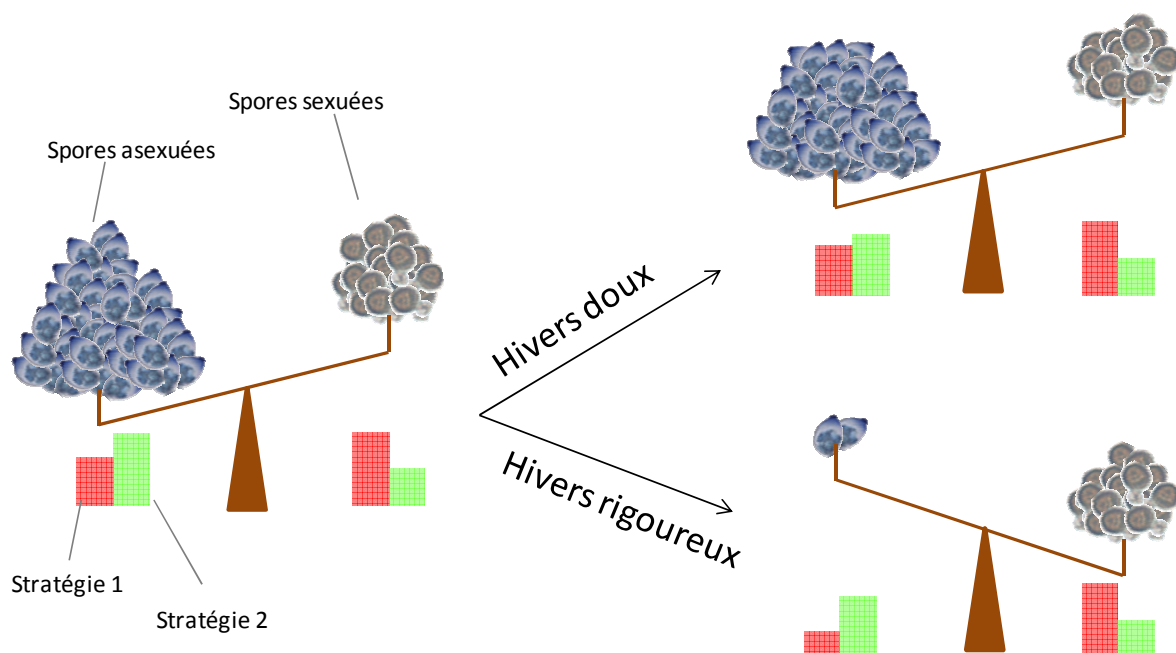 Spores sexuées
Spores asexuées
Hivers doux
Hivers rigoureux
Stratégie 1
Stratégie 2